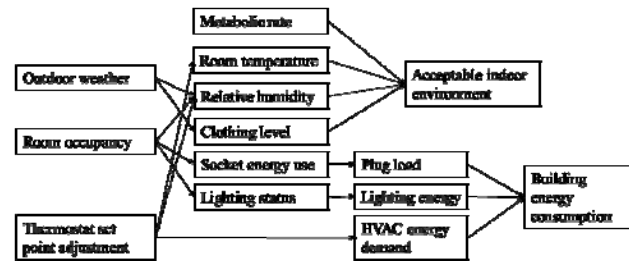 Metabolic rate
Room temperature
Outdoor weather
Relative humidity
Acceptable indoor
environment
Clothing level
Room occupancy
Socket energy use
Plug load
Lighting status
Lighting energy
Building
energy
consumption
Thermostat set
point adjustment
HVAC energy
demand